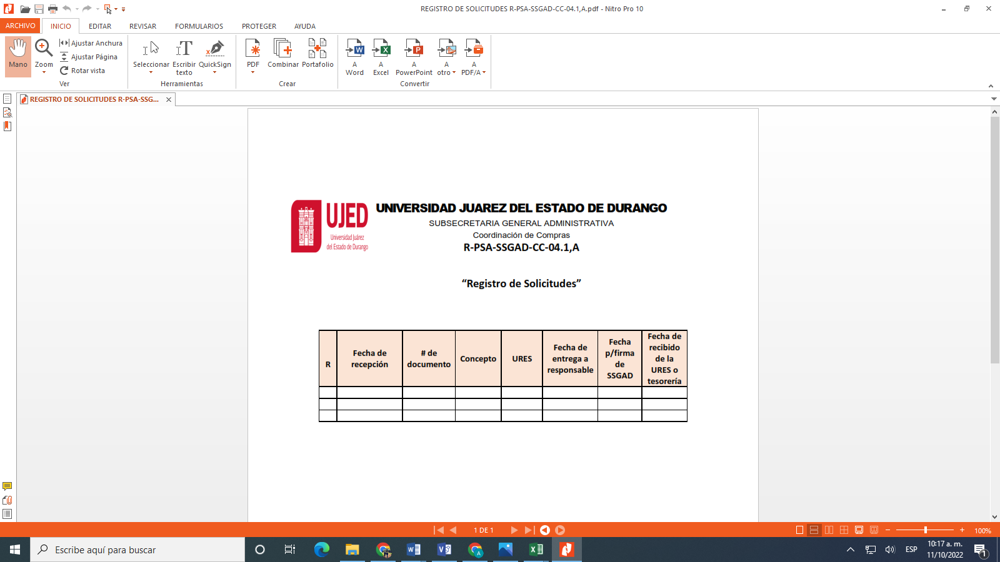 REGISTRO DE SOLICITUDES R-PSA-SSGAD-CC-04.1,A.pdf - Nitro Pro 10
ARCHIVO INICIO EDITAR REVISAR FORMULARIOS PROTEGER AYUDA
Mano
Zoom
Ajustar Anchura
Ajustar Página
Rotar vista
Ver
Seleccionar
Escribir
texto
QuickSign
Herramientas
PDF
Combinar
Portafolio
Crear
A
Word
A
Excel
A
PowerPoint
A
otro
A
PDF/A
Convertir
REGISTRO DE SOLICITUDES R-PSA-SSG...
UJED
Universidad Juárez
del Estado de Durango
UNIVERSIDAD JUAREZ DEL ESTADO DE DURANGO
SUBSECRETARIA GENERAL ADMINISTRATIVA
Coordinación de Compras
R-PSA-SSGAD-CC-04.1,A
“Registro de Solicitudes”
R
Fecha de
recepción
# de
documento
Concepto
URES
Fecha de
entrega a
responsable
Fecha
p/firma
de
SSGAD
Fecha de
recibido
de la
URES o
tesorería
1 DE 1
100%
Escribe aquí para buscar
ESP
10:17 a. m.
11/10/2022
1